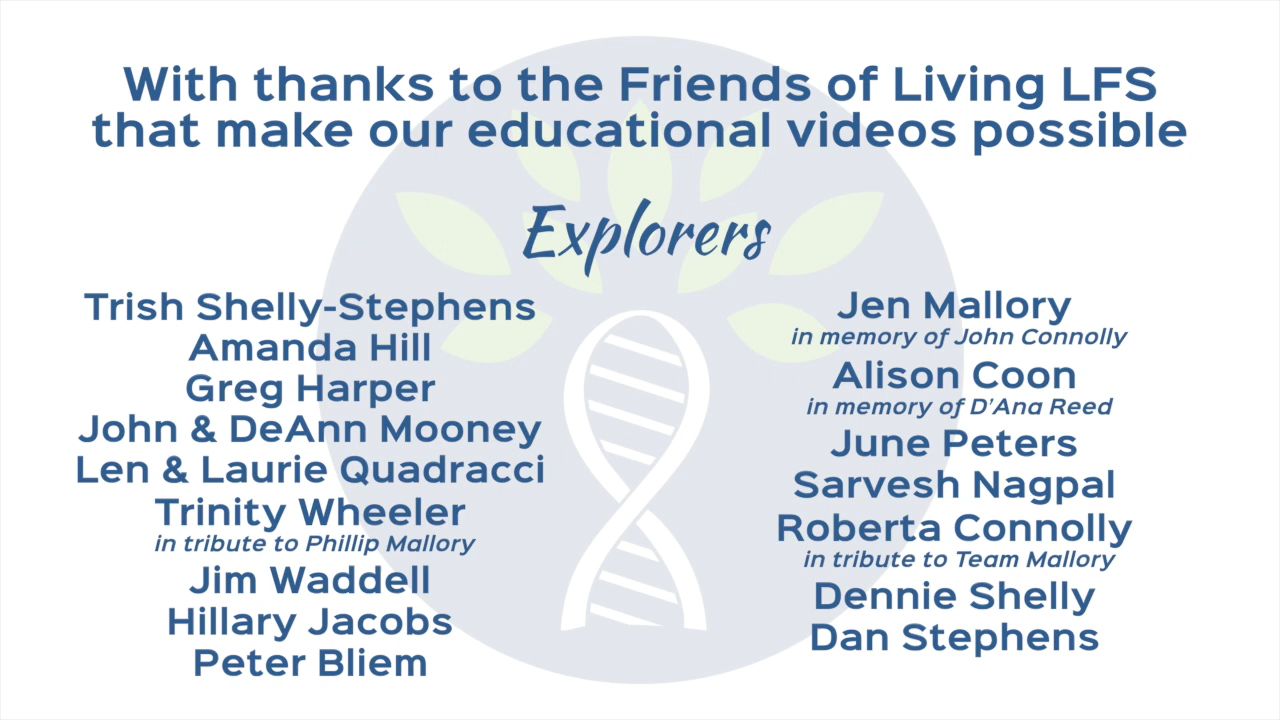 With thanks to the Friends of Living LFS
that make our educational videos possible
Explorers
Trish Shelly-Stephens
Amanda Hill
Greg Harper
John & DeAnn Mooney
Len & Laurie Quadracci
Trinity Wheeler
in tribute to Phillip Mallory
Jim Waddell
Hillary Jacobs
Peter Bliem
Jen Mallory
in memory of John Connolly
Alison Coon
in memory of D'Ana Reed
June Peters
Sarvesh Nagpal
Roberta Connolly
in tribute to Team Mallory
Dennie Shelly
Dan Stephens